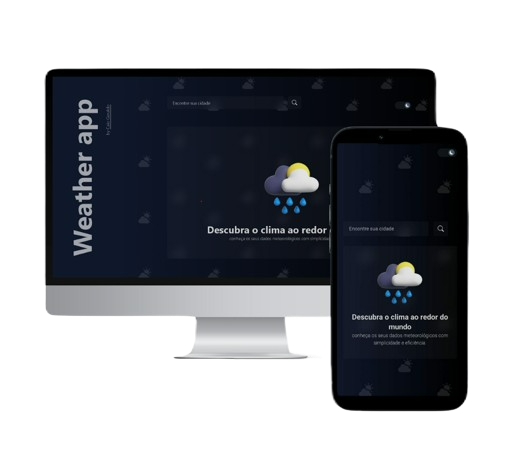 Weather app
by
Encontre sua cidade
Descubra o clima ao redor
conheça os seus dados meteorológicos com simplicidade
Encontre sua cidade
Descubra o clima ao redor do
mundo
conheça os seus dados meteorológicos com
simplicidade e eficiência